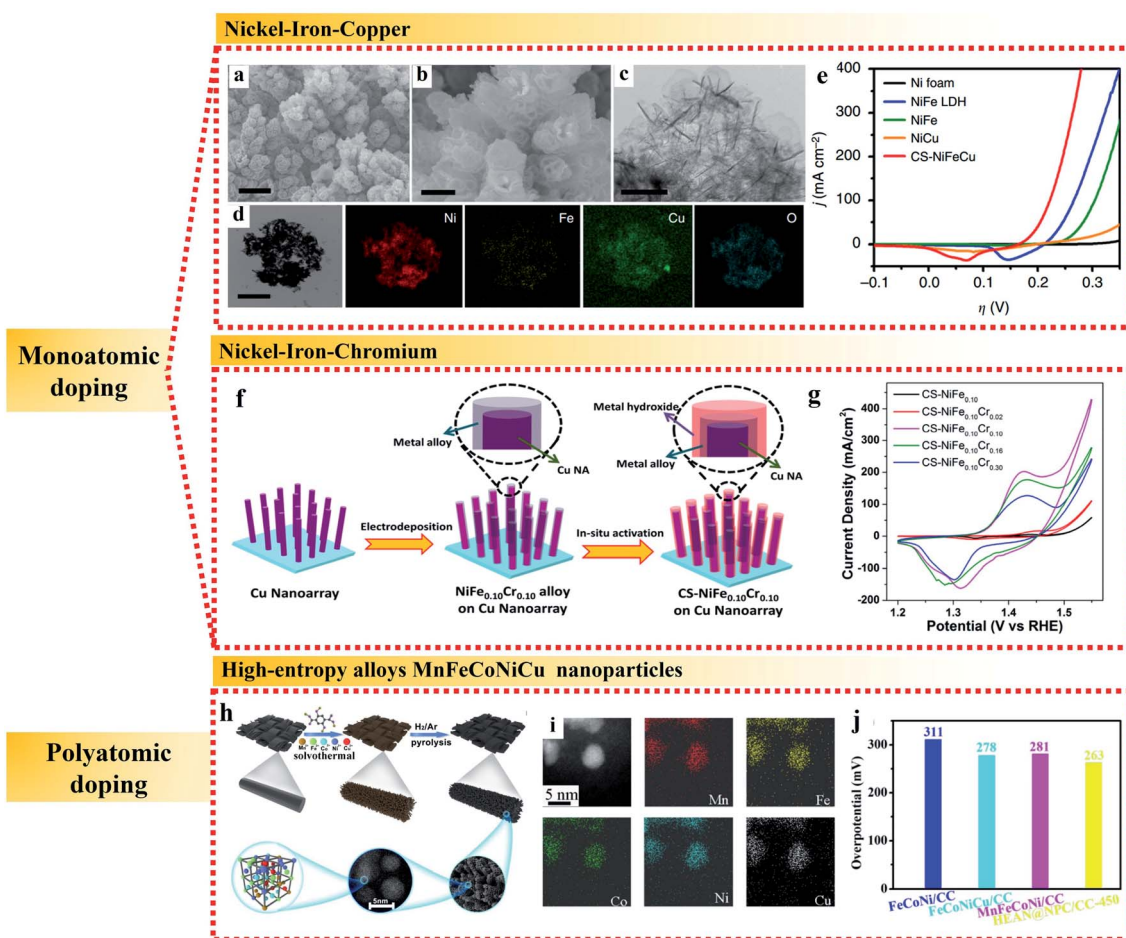 Nickel-Iron-Copper
a
b
c
d
Ni
Fe
Cu
O
e
Ni foam
NiFe LDH
NiFe
NiCu
CS-NiFeCu
400
300
200
100
0
j (mA cm⁻²)
–0.1
0.0
0.1
0.2
0.3
η (V)
Monoatomic
doping
Nickel-Iron-Chromium
f
Metal alloy
Cu NA
Metal hydroxide
Metal alloy
Cu NA
Electrodeposition
In-situ activation
Cu Nanoarray
NiFe0.10Cr0.10 alloy
on Cu Nanoarray
CS-NiFe0.10Cr0.10
on Cu Nanoarray
g
CS-NiFe0.10
CS-NiFe0.10Cr0.02
CS-NiFe0.10Cr0.10
CS-NiFe0.10Cr0.16
CS-NiFe0.10Cr0.30
400
300
200
100
0
-100
-200
Current Density (mA/cm²)
1.2
1.3
1.4
1.5
Potential (V vs RHE)
High-entropy alloys MnFeCoNiCu nanoparticles
Polyatomic
doping
h
solvothermal
H2/Ar
pyrolysis
5nm
i
5 nm
Mn
Fe
Co
Ni
Cu
j
Overpotential (mV)
300
200
100
0
311
278
281
263
FeCoNi/CC
FeCoNiCu/CC
MnFeCoNi/CC
HEAN@NPC/CC-450